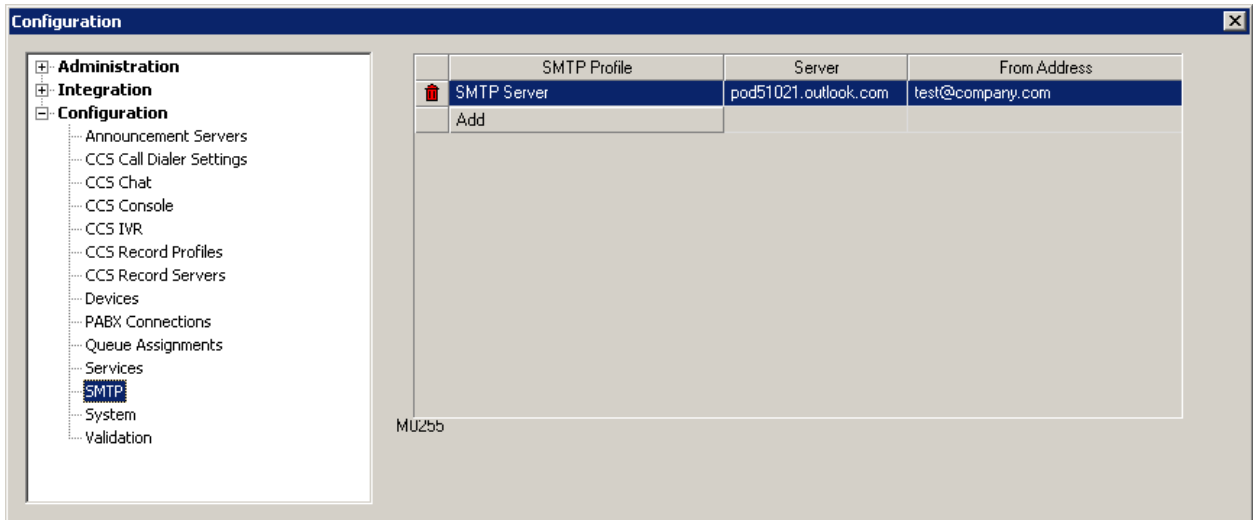 Configuration
Administration
Integration
Configuration
Announcement Servers
CCS Call Dialer Settings
CCS Chat
CCS Console
CCS IVR
CCS Record Profiles
CCS Record Servers
Devices
PABX Connections
Queue Assignments
Services
SMTP
System
Validation
SMTP Profile Server From Address
SMTP Server pod51021.outlook.com test@company.com
Add
M0255